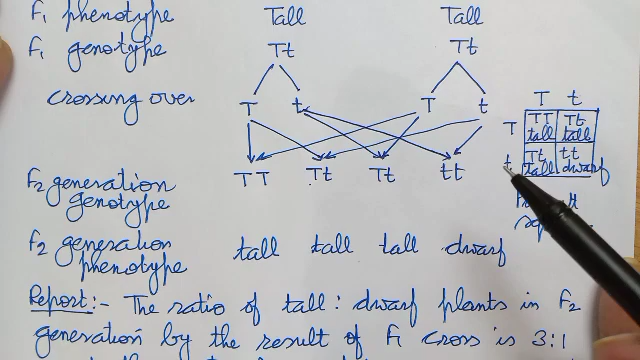 F₁ phenotype Tall Tall
F₁ genotype Tt Tt
crossing over T t T t
T t
T TT Tt
tall tall
t Tt tt
tall dwarf
F₂ generation TT Tt Tt tt
genotype
F₂ generation tall tall tall dwarf
phenotype
Report:- The ratio of tall: dwarf plants in F₂
generation by the result of F₁ cross is 3:1